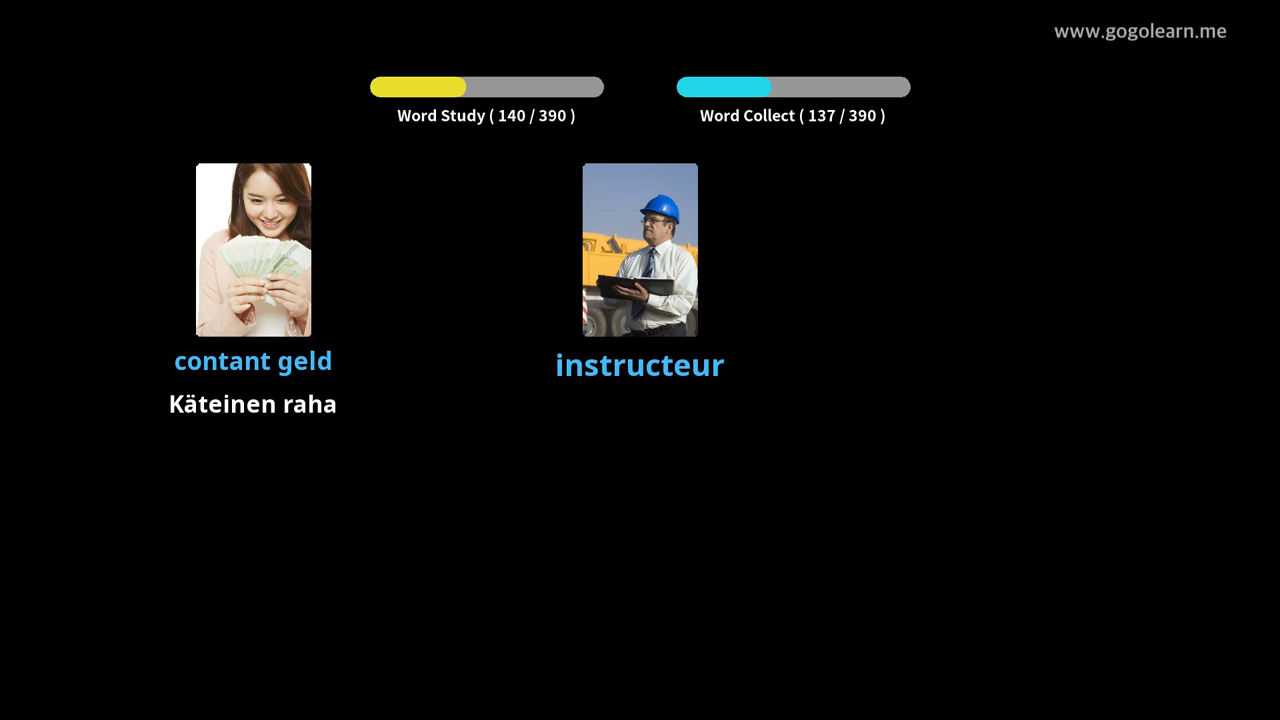 www.gogolearn.me
Word Study ( 140 / 390 )
Word Collect ( 137 / 390 )
contant geld
Käteinen raha
instructeur